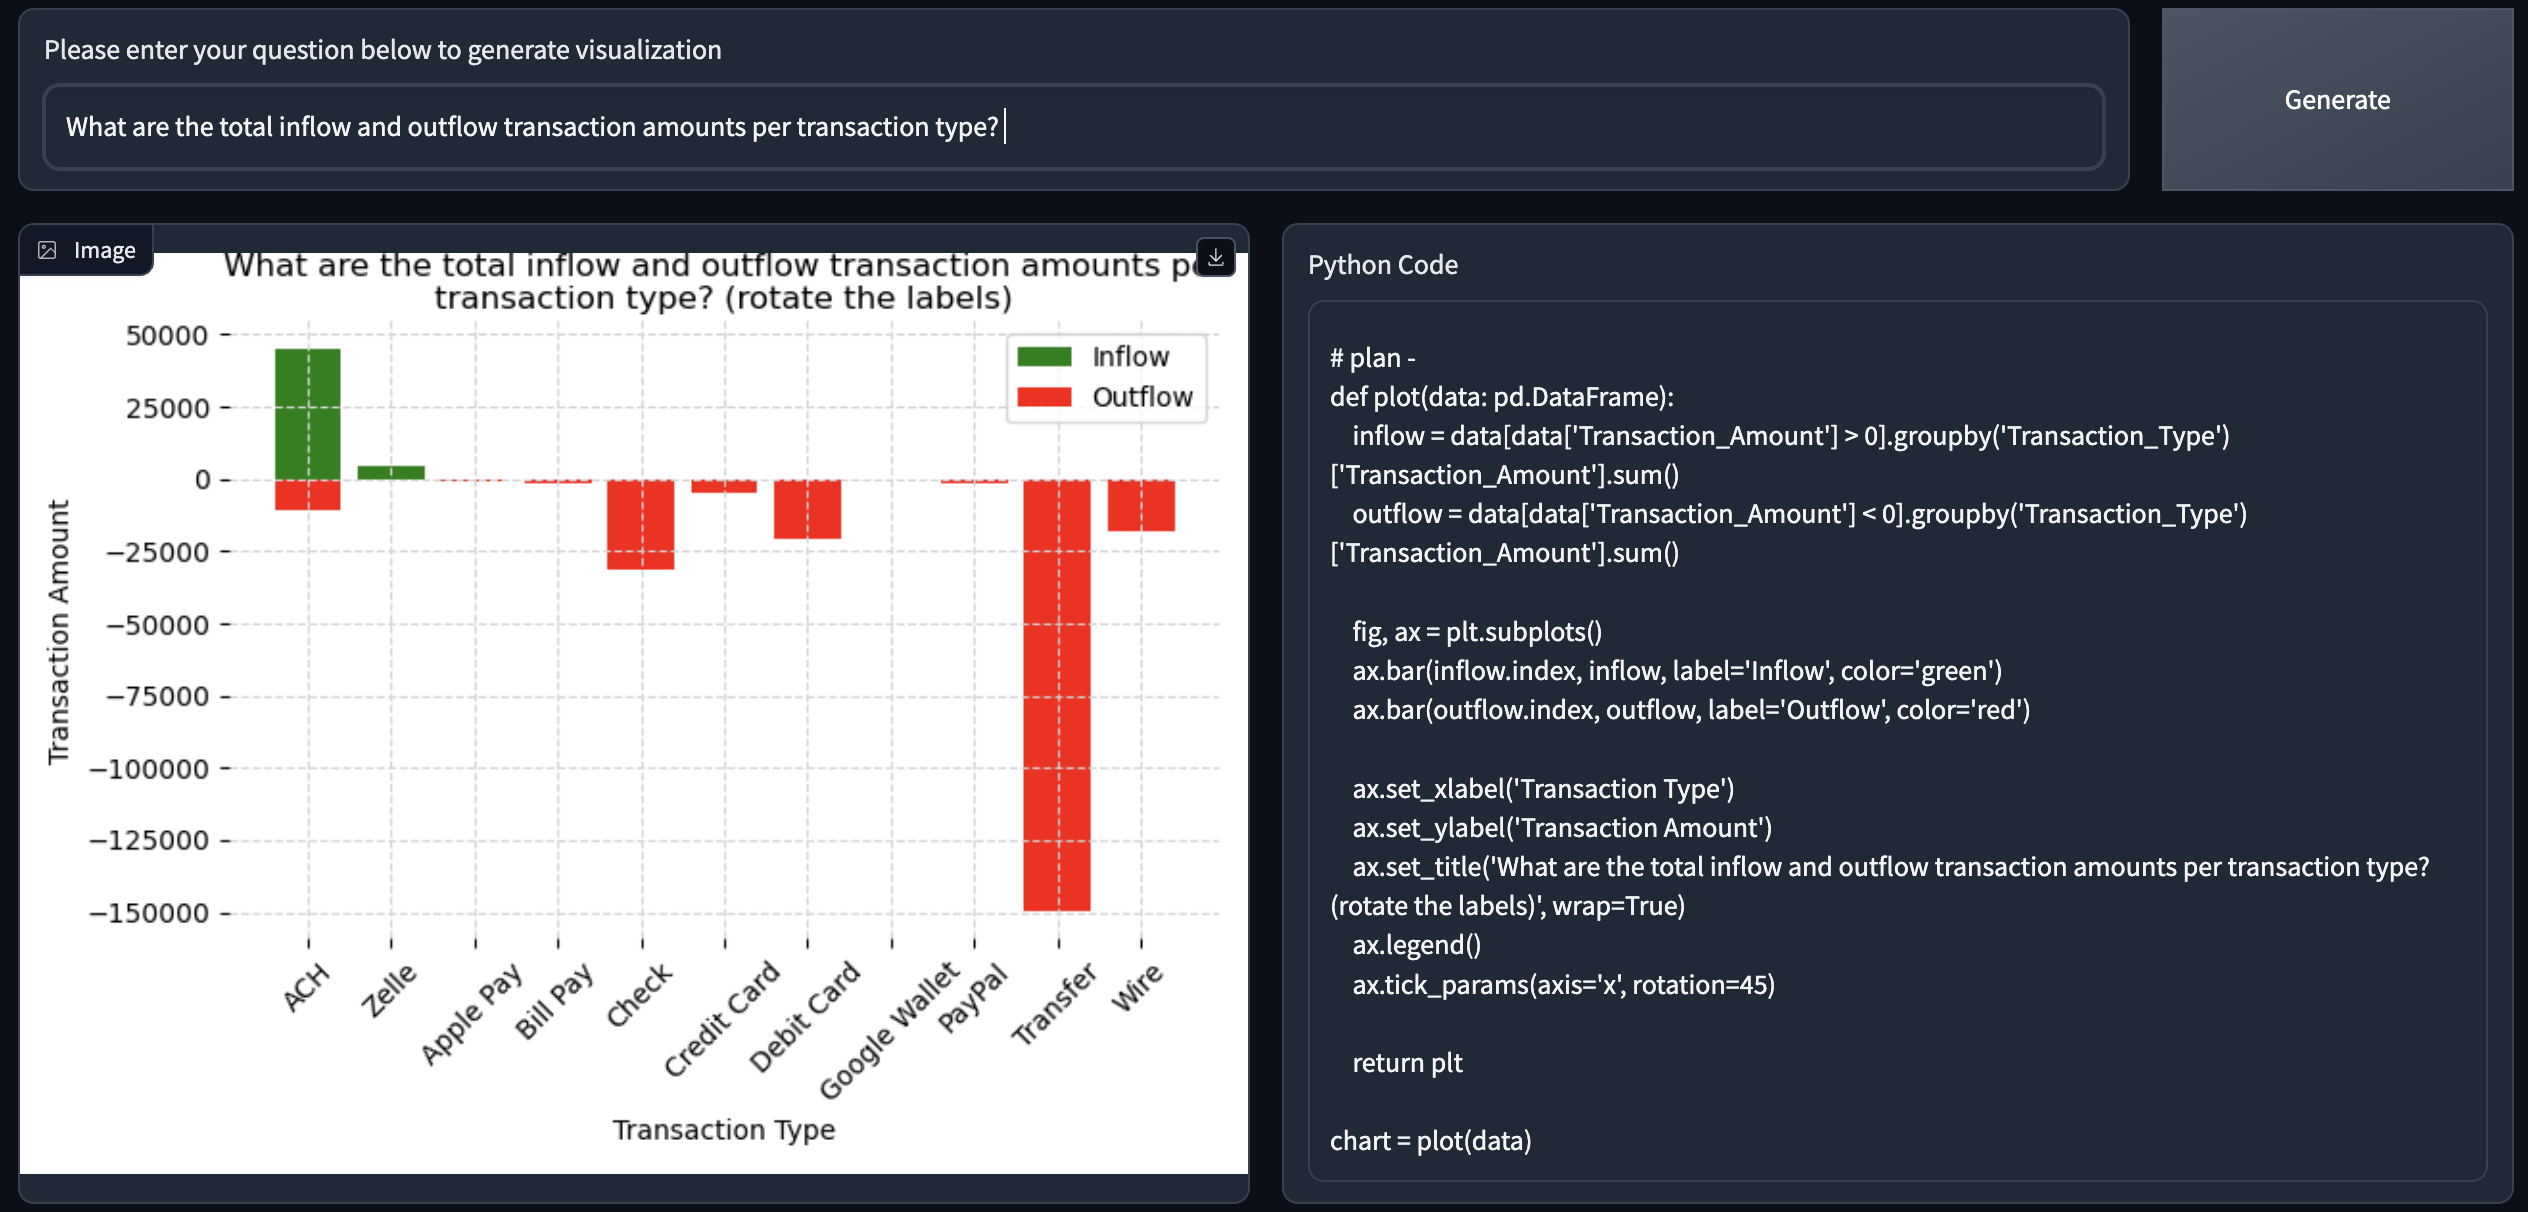 Please enter your question below to generate visualization
What are the total inflow and outflow transaction amounts per transaction type?
Generate
Image
What are the total inflow and outflow transaction amounts p
transaction type? (rotate the labels)
50000
25000
0
−25000
−50000
−75000
−100000
−125000
−150000
Transaction Amount
Inflow
Outflow
ACH
Zelle
Apple Pay
Bill Pay
Check
Credit Card
Debit Card
Google Wallet
PayPal
Transfer
Wire
Transaction Type
Python Code
# plan -
def plot(data: pd.DataFrame):
inflow = data[data['Transaction_Amount'] > 0].groupby('Transaction_Type')
['Transaction_Amount'].sum()
outflow = data[data['Transaction_Amount'] < 0].groupby('Transaction_Type')
['Transaction_Amount'].sum()
fig, ax = plt.subplots()
ax.bar(inflow.index, inflow, label='Inflow', color='green')
ax.bar(outflow.index, outflow, label='Outflow', color='red')
ax.set_xlabel('Transaction Type')
ax.set_ylabel('Transaction Amount')
ax.set_title('What are the total inflow and outflow transaction amounts per transaction type?
(rotate the labels)', wrap=True)
ax.legend()
ax.tick_params(axis='x', rotation=45)
return plt
chart = plot(data)